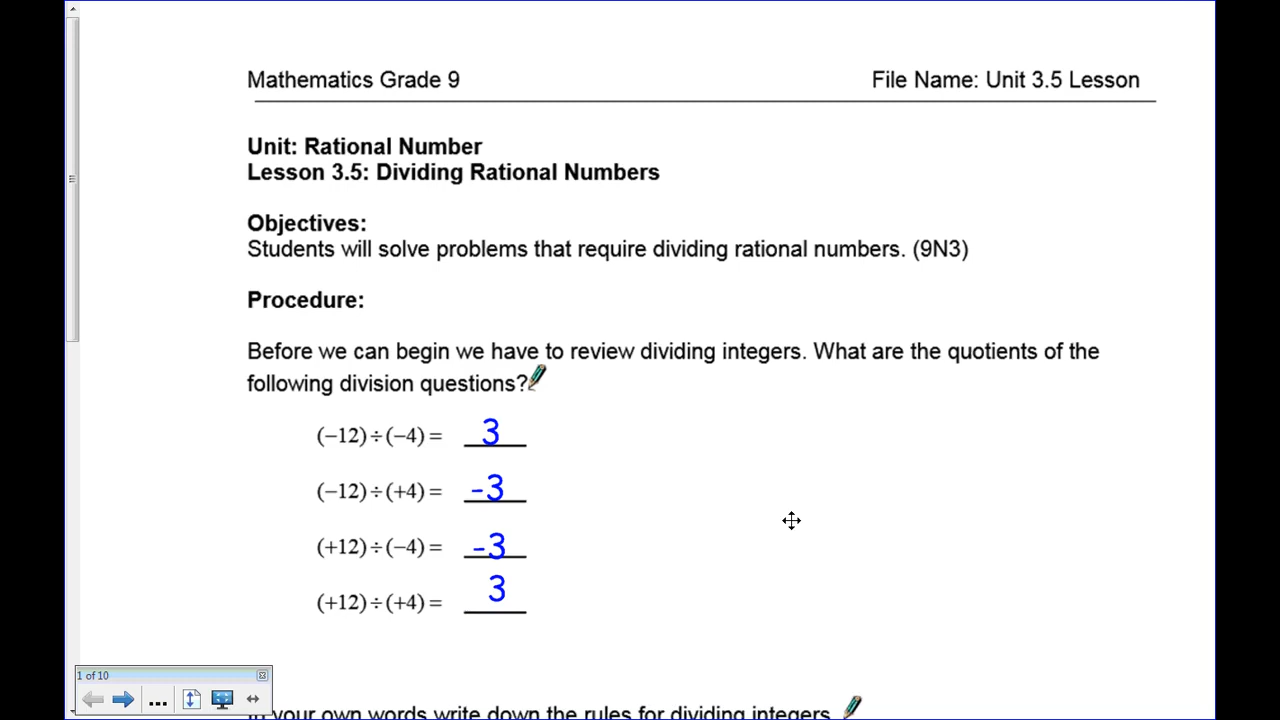 Mathematics Grade 9 File Name: Unit 3.5 Lesson
Unit: Rational Number
Lesson 3.5: Dividing Rational Numbers
Objectives:
Students will solve problems that require dividing rational numbers. (9N3)
Procedure:
Before we can begin we have to review dividing integers. What are the quotients of the
following division questions?
(−12)÷(−4)= 3
(−12)÷(+4)= -3
(+12)÷(−4)= -3
(+12)÷(+4)= 3
1 of 10
In your own words write down the rules for dividing integers.